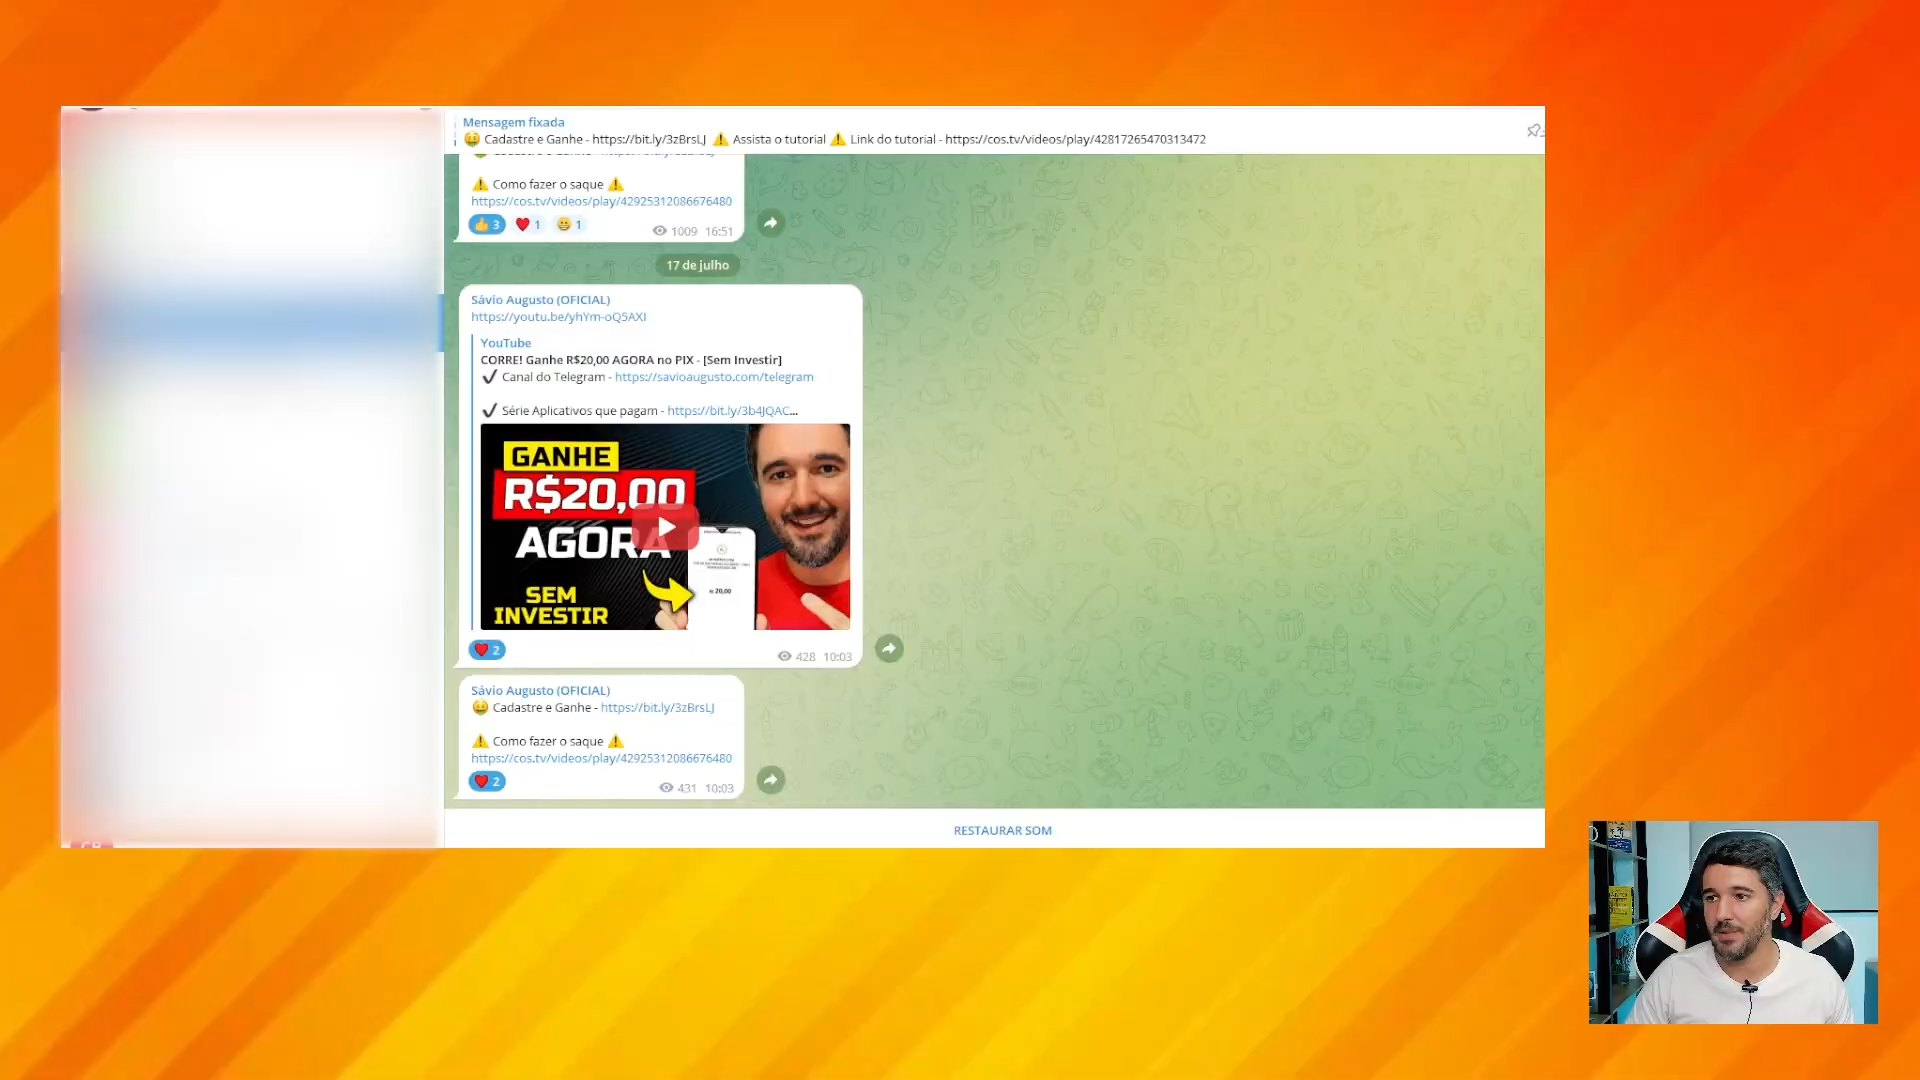 Mensagem fixada
🤑 Cadastre e Ganhe - https://bit.ly/3zBrsLJ ⚠️ Assista o tutorial ⚠️ Link do tutorial - https://cos.tv/videos/play/42817265470313472
⚠️ Como fazer o saque ⚠️
https://cos.tv/videos/play/42925312086676480
👍 3 ❤️ 1 😁 1
1009 16:51
17 de julho
Sávio Augusto (OFICIAL)
https://youtu.be/yhYm-oQ5AXI
YouTube
CORRE! Ganhe R$20,00 AGORA no PIX - [Sem Investir]
✔️ Canal do Telegram - https://savioaugusto.com/telegram
✔️ Série Aplicativos que pagam - https://bit.ly/3b4JQAC...
GANHE
R$20,00
AGORA
R$ 20,00
SEM
INVESTIR
❤️ 2
428 10:03
Sávio Augusto (OFICIAL)
🤑 Cadastre e Ganhe - https://bit.ly/3zBrsLJ
⚠️ Como fazer o saque ⚠️
https://cos.tv/videos/play/42925312086676480
❤️ 2
431 10:03
RESTAURAR SOM